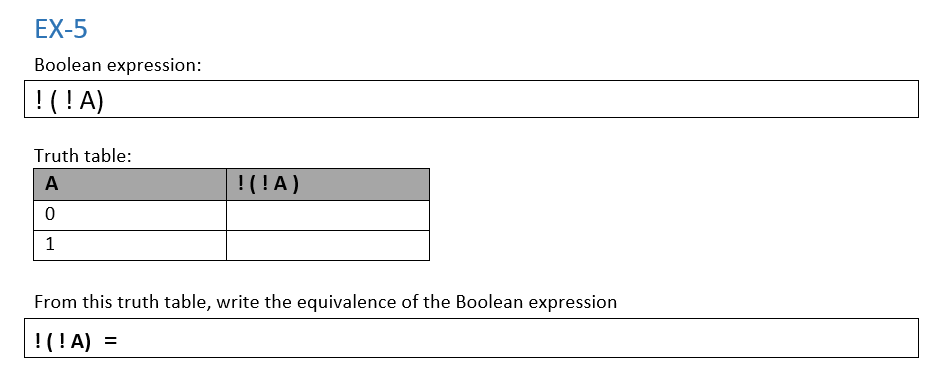 EX-5
Boolean expression:
! ( ! A)
Truth table:
A !( ! A )
0
1
From this truth table, write the equivalence of the Boolean expression
! ( ! A) =